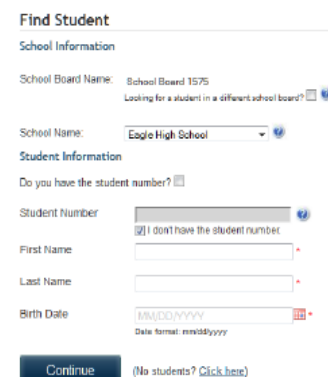 Find Student
School Information
School Board Name: School Board 1575
Looking for a student in a different school board?
School Name: Eagle High School
Student Information
Do you have the student number?
Student Number
I don't have the student number.
First Name *
Last Name *
Birth Date MM/DD/YYYY *
Date format: mm/dd/yyyy
Continue (No students? Click here)